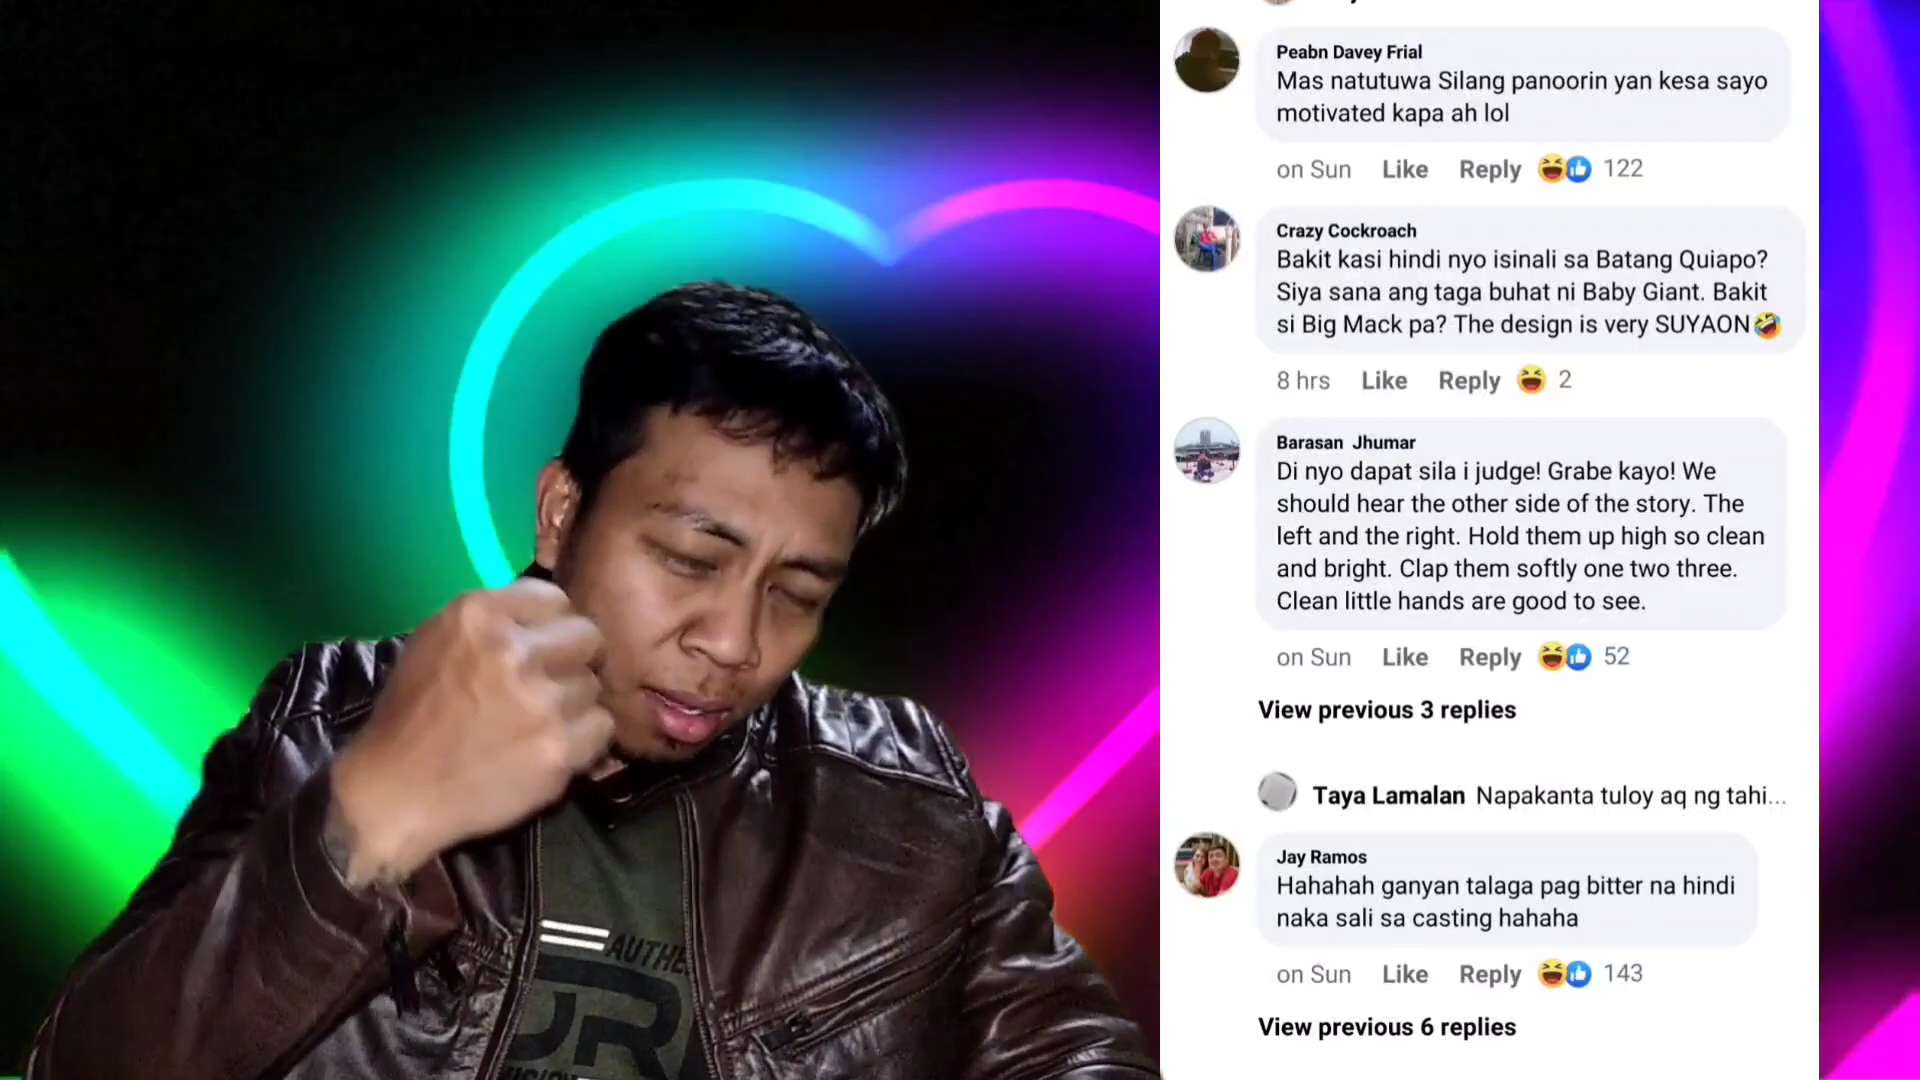 Peabn Davey Frial
Mas natutuwa Silang panoorin yan kesa sayo
motivated kapa ah lol
on Sun Like Reply 122
Crazy Cockroach
Bakit kasi hindi nyo isinali sa Batang Quiapo?
Siya sana ang taga buhat ni Baby Giant. Bakit
si Big Mack pa? The design is very SUYAON🤣
8 hrs Like Reply 2
Barasan Jhumar
Di nyo dapat sila i judge! Grabe kayo! We
should hear the other side of the story. The
left and the right. Hold them up high so clean
and bright. Clap them softly one two three.
Clean little hands are good to see.
on Sun Like Reply 52
View previous 3 replies
Taya Lamalan Napakanta tuloy aq ng tahi...
Jay Ramos
Hahahah ganyan talaga pag bitter na hindi
naka sali sa casting hahaha
on Sun Like Reply 143
View previous 6 replies